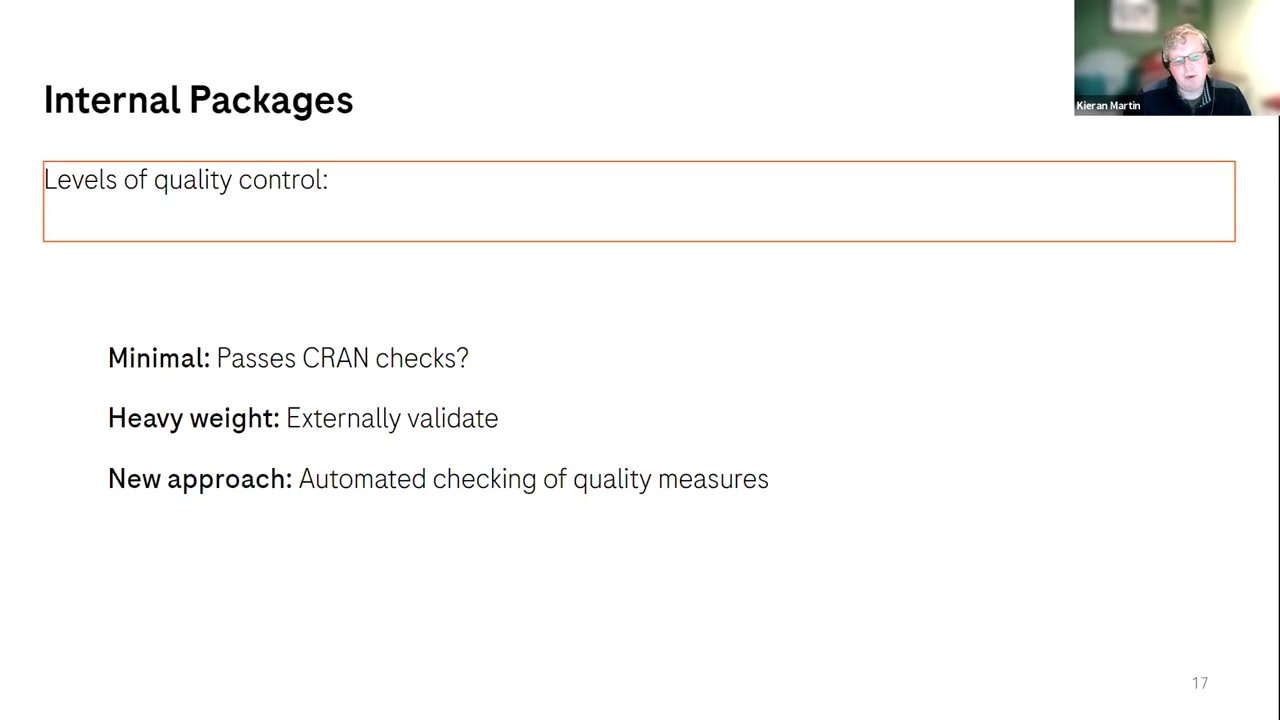 Internal Packages
Kieran Martin
Levels of quality control:
Minimal: Passes CRAN checks?
Heavy weight: Externally validate
New approach: Automated checking of quality measures
17